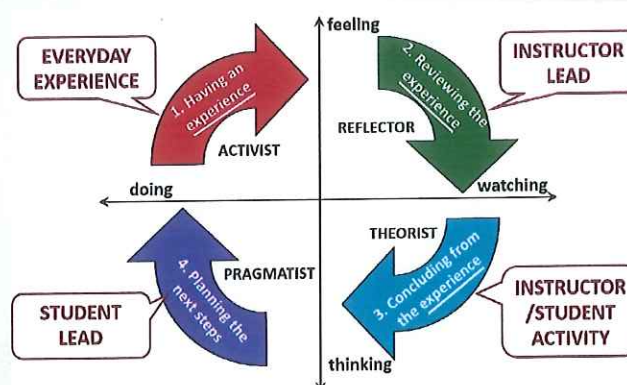 feeling
EVERYDAY
EXPERIENCE
1. Having an
experience
ACTIVIST
2. Reviewing the
experience
REFLECTOR
INSTRUCTOR
LEAD
doing
watching
THEORIST
3. Concluding from
the experience
INSTRUCTOR
/STUDENT
ACTIVITY
PRAGMATIST
4. Planning the
next steps
STUDENT
LEAD
thinking